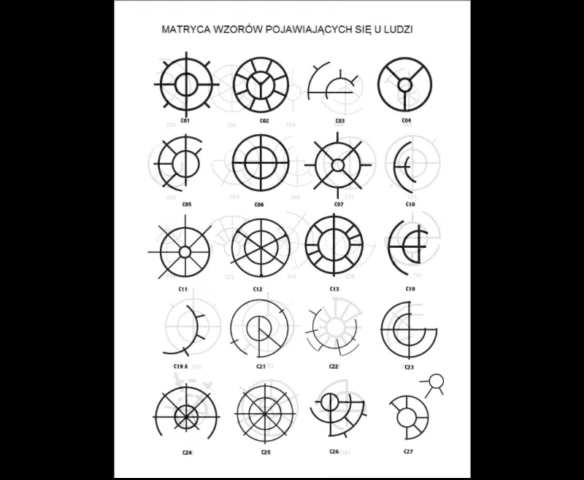 MATRYCA WZORÓW POJAWIAJĄCYCH SIĘ U LUDZI
C01 C02 C03 C04
C05 C06 C07 C10
C11 C12 C13 C19
C19 A C21 C22 C23
C24 C25 C26 C27